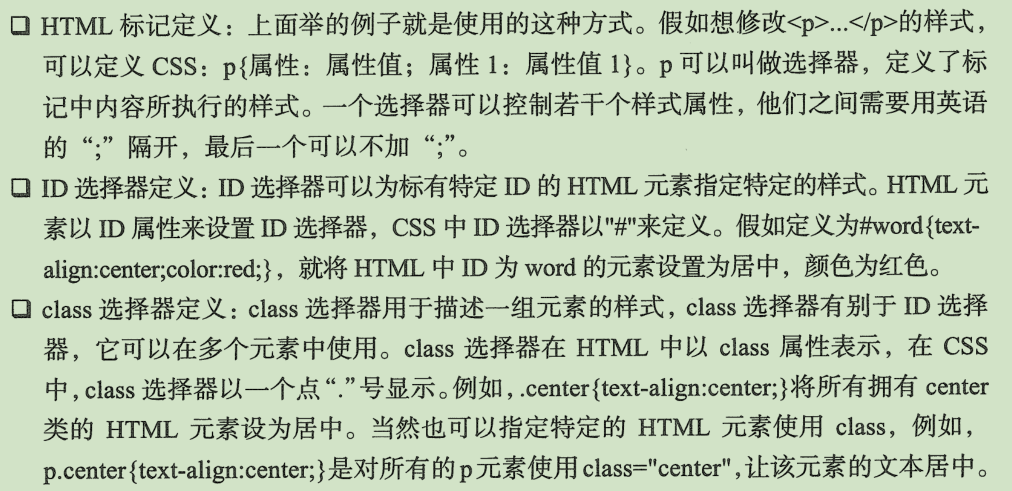 ❏ HTML 标记定义：上面举的例子就是使用的这种方式。假如想修改<p>...</p>的样式，
可以定义 CSS：p{属性：属性值；属性 1：属性值 1}。p 可以叫做选择器，定义了标
记中内容所执行的样式。一个选择器可以控制若干个样式属性，他们之间需要用英语
的“;”隔开，最后一个可以不加“;”。
❏ ID 选择器定义：ID 选择器可以为标有特定 ID 的 HTML 元素指定特定的样式。HTML 元
素以 ID 属性来设置 ID 选择器，CSS 中 ID 选择器以"#"来定义。假如定义为#word{text-
align:center;color:red;}，就将 HTML 中 ID 为 word 的元素设置为居中，颜色为红色。
❏ class 选择器定义：class 选择器用于描述一组元素的样式，class 选择器有别于 ID 选择
器，它可以在多个元素中使用。class 选择器在 HTML 中以 class 属性表示，在 CSS
中，class 选择器以一个点“.”号显示。例如，.center{text-align:center;}将所有拥有 center
类的 HTML 元素设为居中。当然也可以指定特定的 HTML 元素使用 class，例如，
p.center{text-align:center;}是对所有的 p 元素使用 class="center"，让该元素的文本居中。